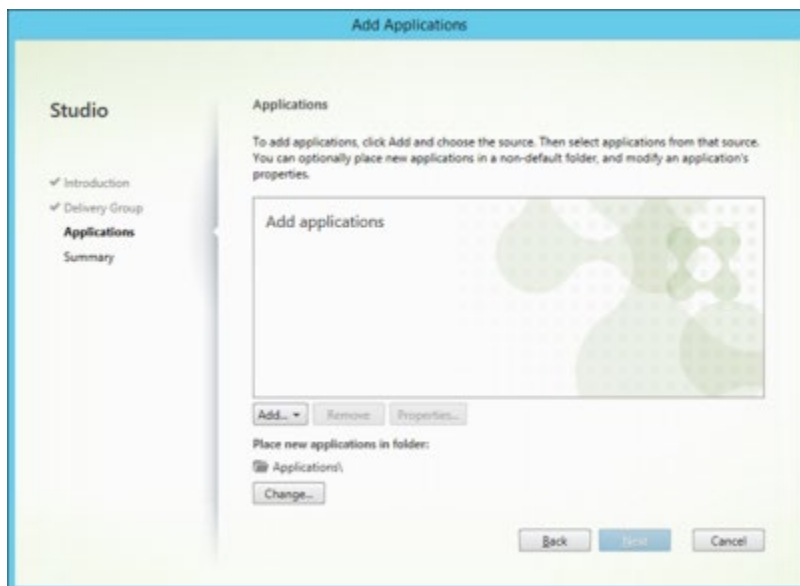 Add Applications
Studio
Introduction
Delivery Group
Applications
Summary
Applications
To add applications, click Add and choose the source. Then select applications from that source.
You can optionally place new applications in a non-default folder, and modify an application's
properties.
Add applications
Add...
Remove
Properties...
Place new applications in folder:
Applications\
Change...
Back
Next
Cancel